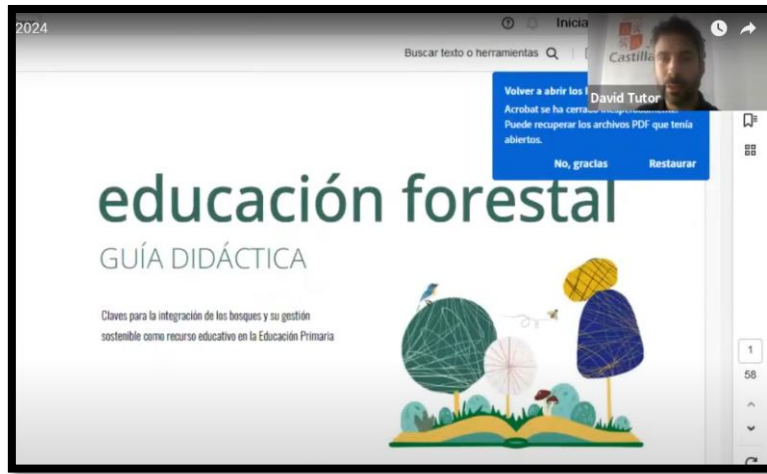 2024
Inicia
Buscar texto o herramientas
Castilla
David Tutor
Volver a abrir los
Acrobat se ha cerrado inesperadamente.
Puede recuperar los archivos PDF que tenía
abiertos.
No, gracias
Restaurar
educación forestal
GUÍA DIDÁCTICA
Claves para la integración de los bosques y su gestión
sostenible como recurso educativo en la Educación Primaria
1
58